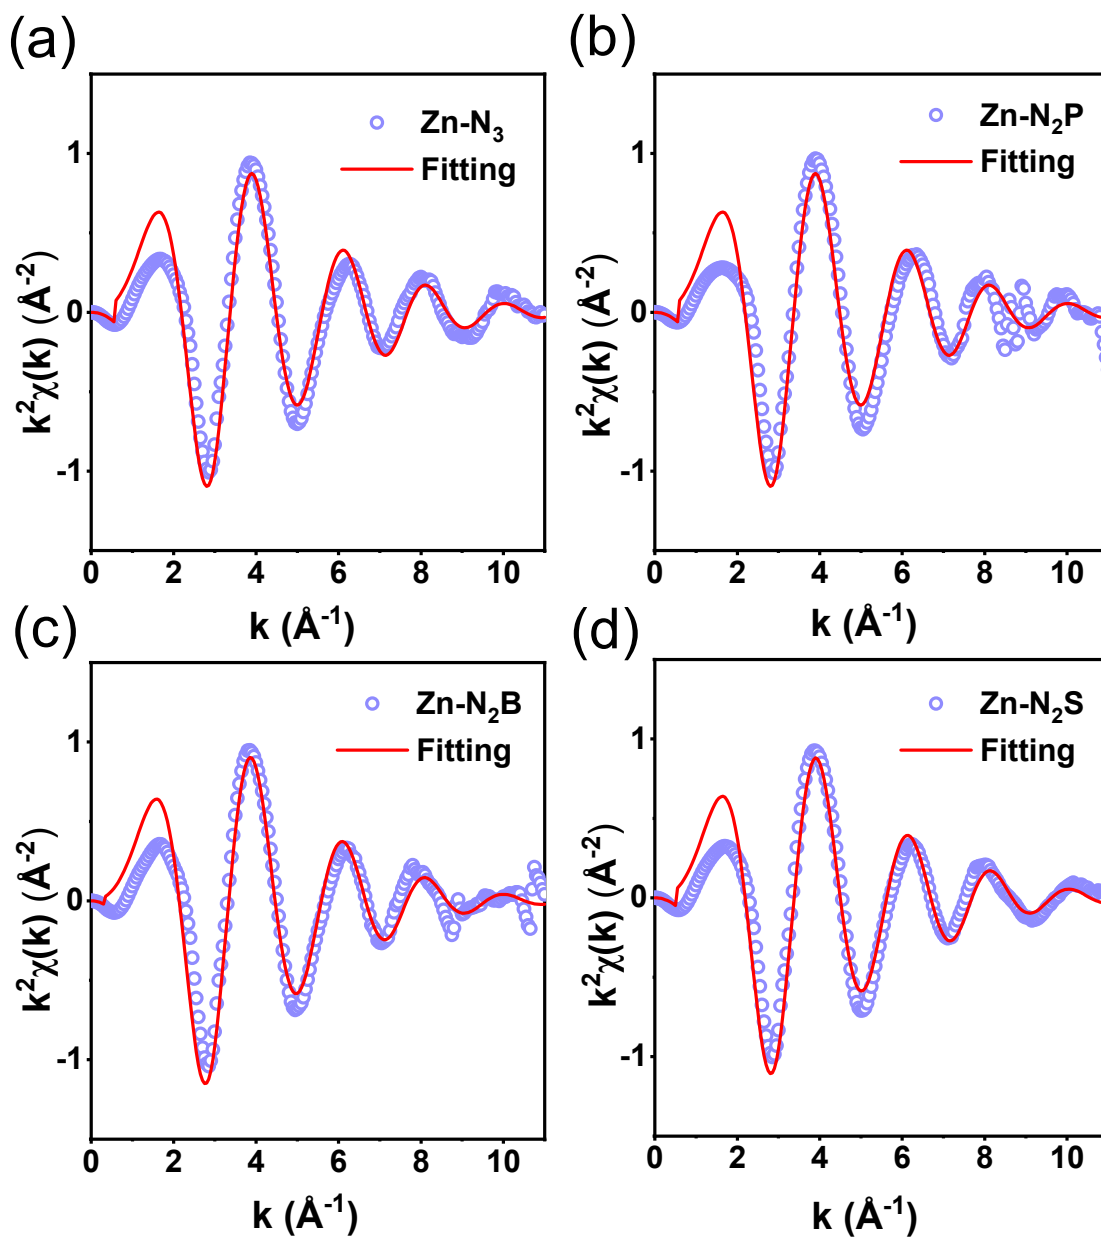 (a)
Zn-N₃
Fitting
1
0
-1
0 2 4 6 8 10
k²χ(k) (Å⁻²)
k (Å⁻¹)
(b)
Zn-N₂P
Fitting
1
0
-1
0 2 4 6 8 10
k²χ(k) (Å⁻²)
k (Å⁻¹)
(c)
Zn-N₂B
Fitting
1
0
-1
0 2 4 6 8 10
k²χ(k) (Å⁻²)
k (Å⁻¹)
(d)
Zn-N₂S
Fitting
1
0
-1
0 2 4 6 8 10
k²χ(k) (Å⁻²)
k (Å⁻¹)